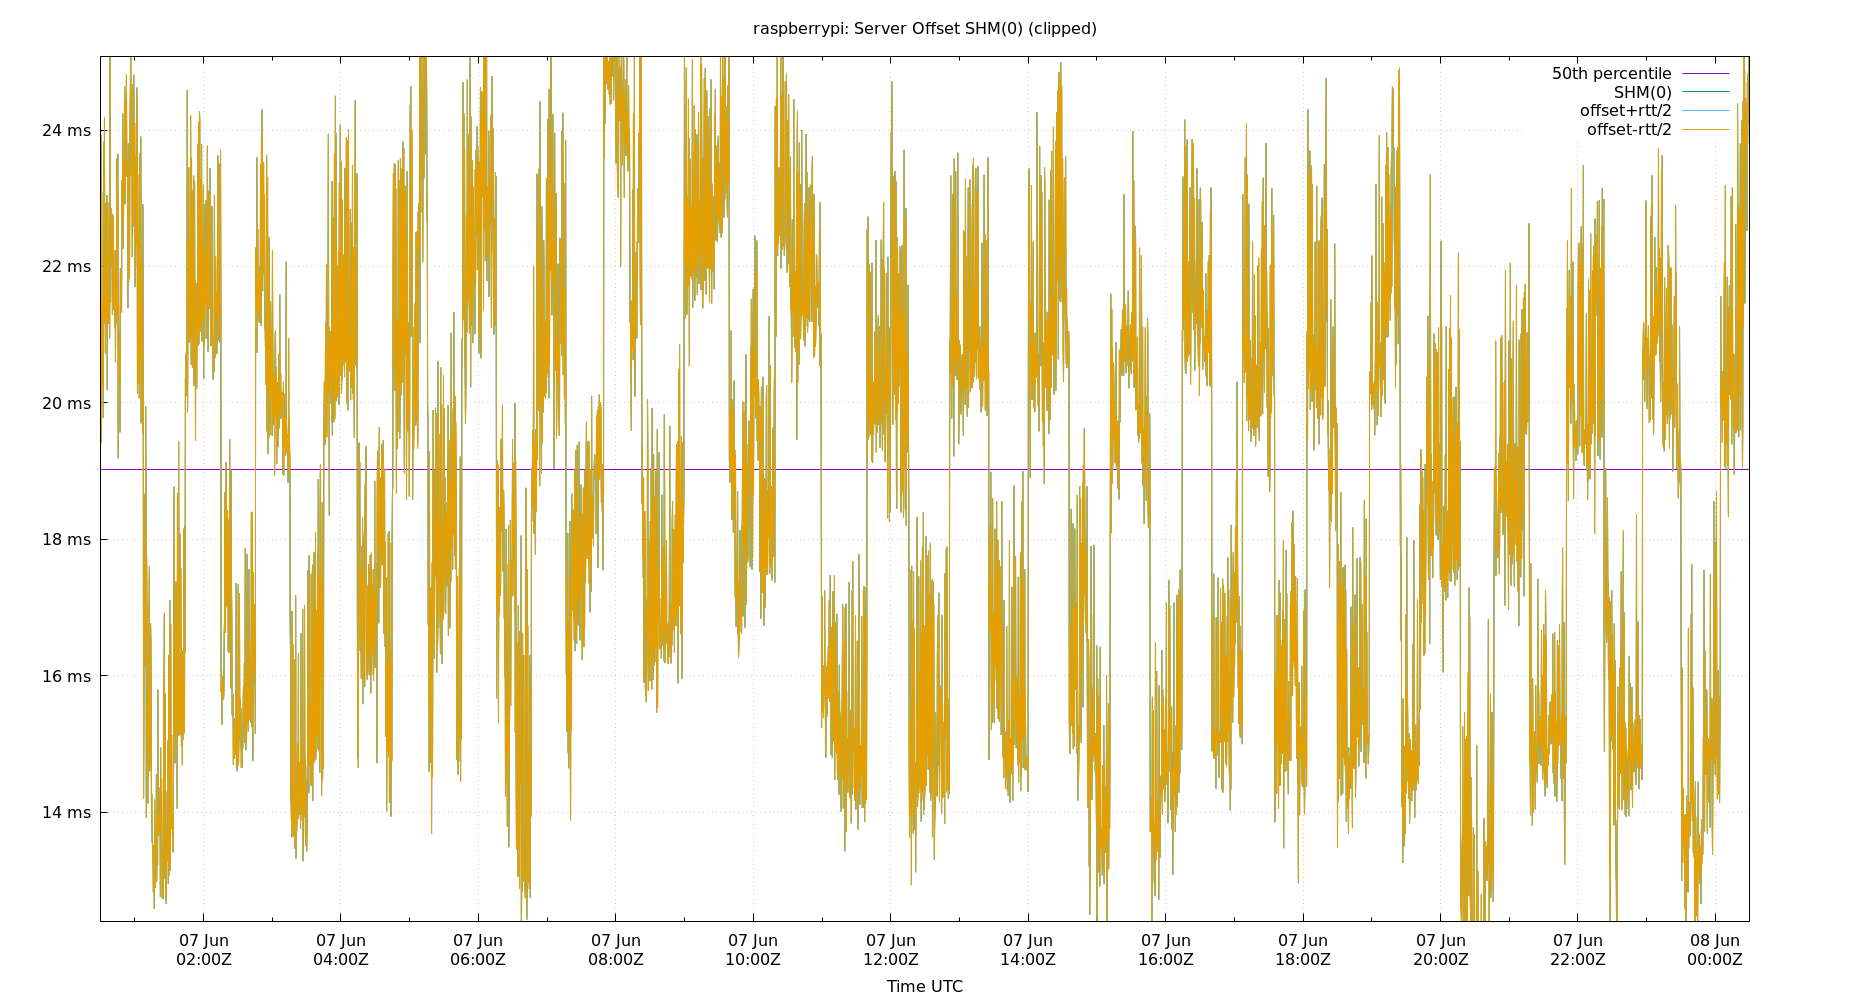 raspberrypi: Server Offset SHM(0) (clipped)
50th percentile
SHM(0)
offset+rtt/2
offset-rtt/2
24 ms
22 ms
20 ms
18 ms
16 ms
14 ms
07 Jun 07 Jun 07 Jun 07 Jun 07 Jun 07 Jun 07 Jun 07 Jun 07 Jun 07 Jun 07 Jun 08 Jun
02:00Z 04:00Z 06:00Z 08:00Z 10:00Z 12:00Z 14:00Z 16:00Z 18:00Z 20:00Z 22:00Z 00:00Z
Time UTC